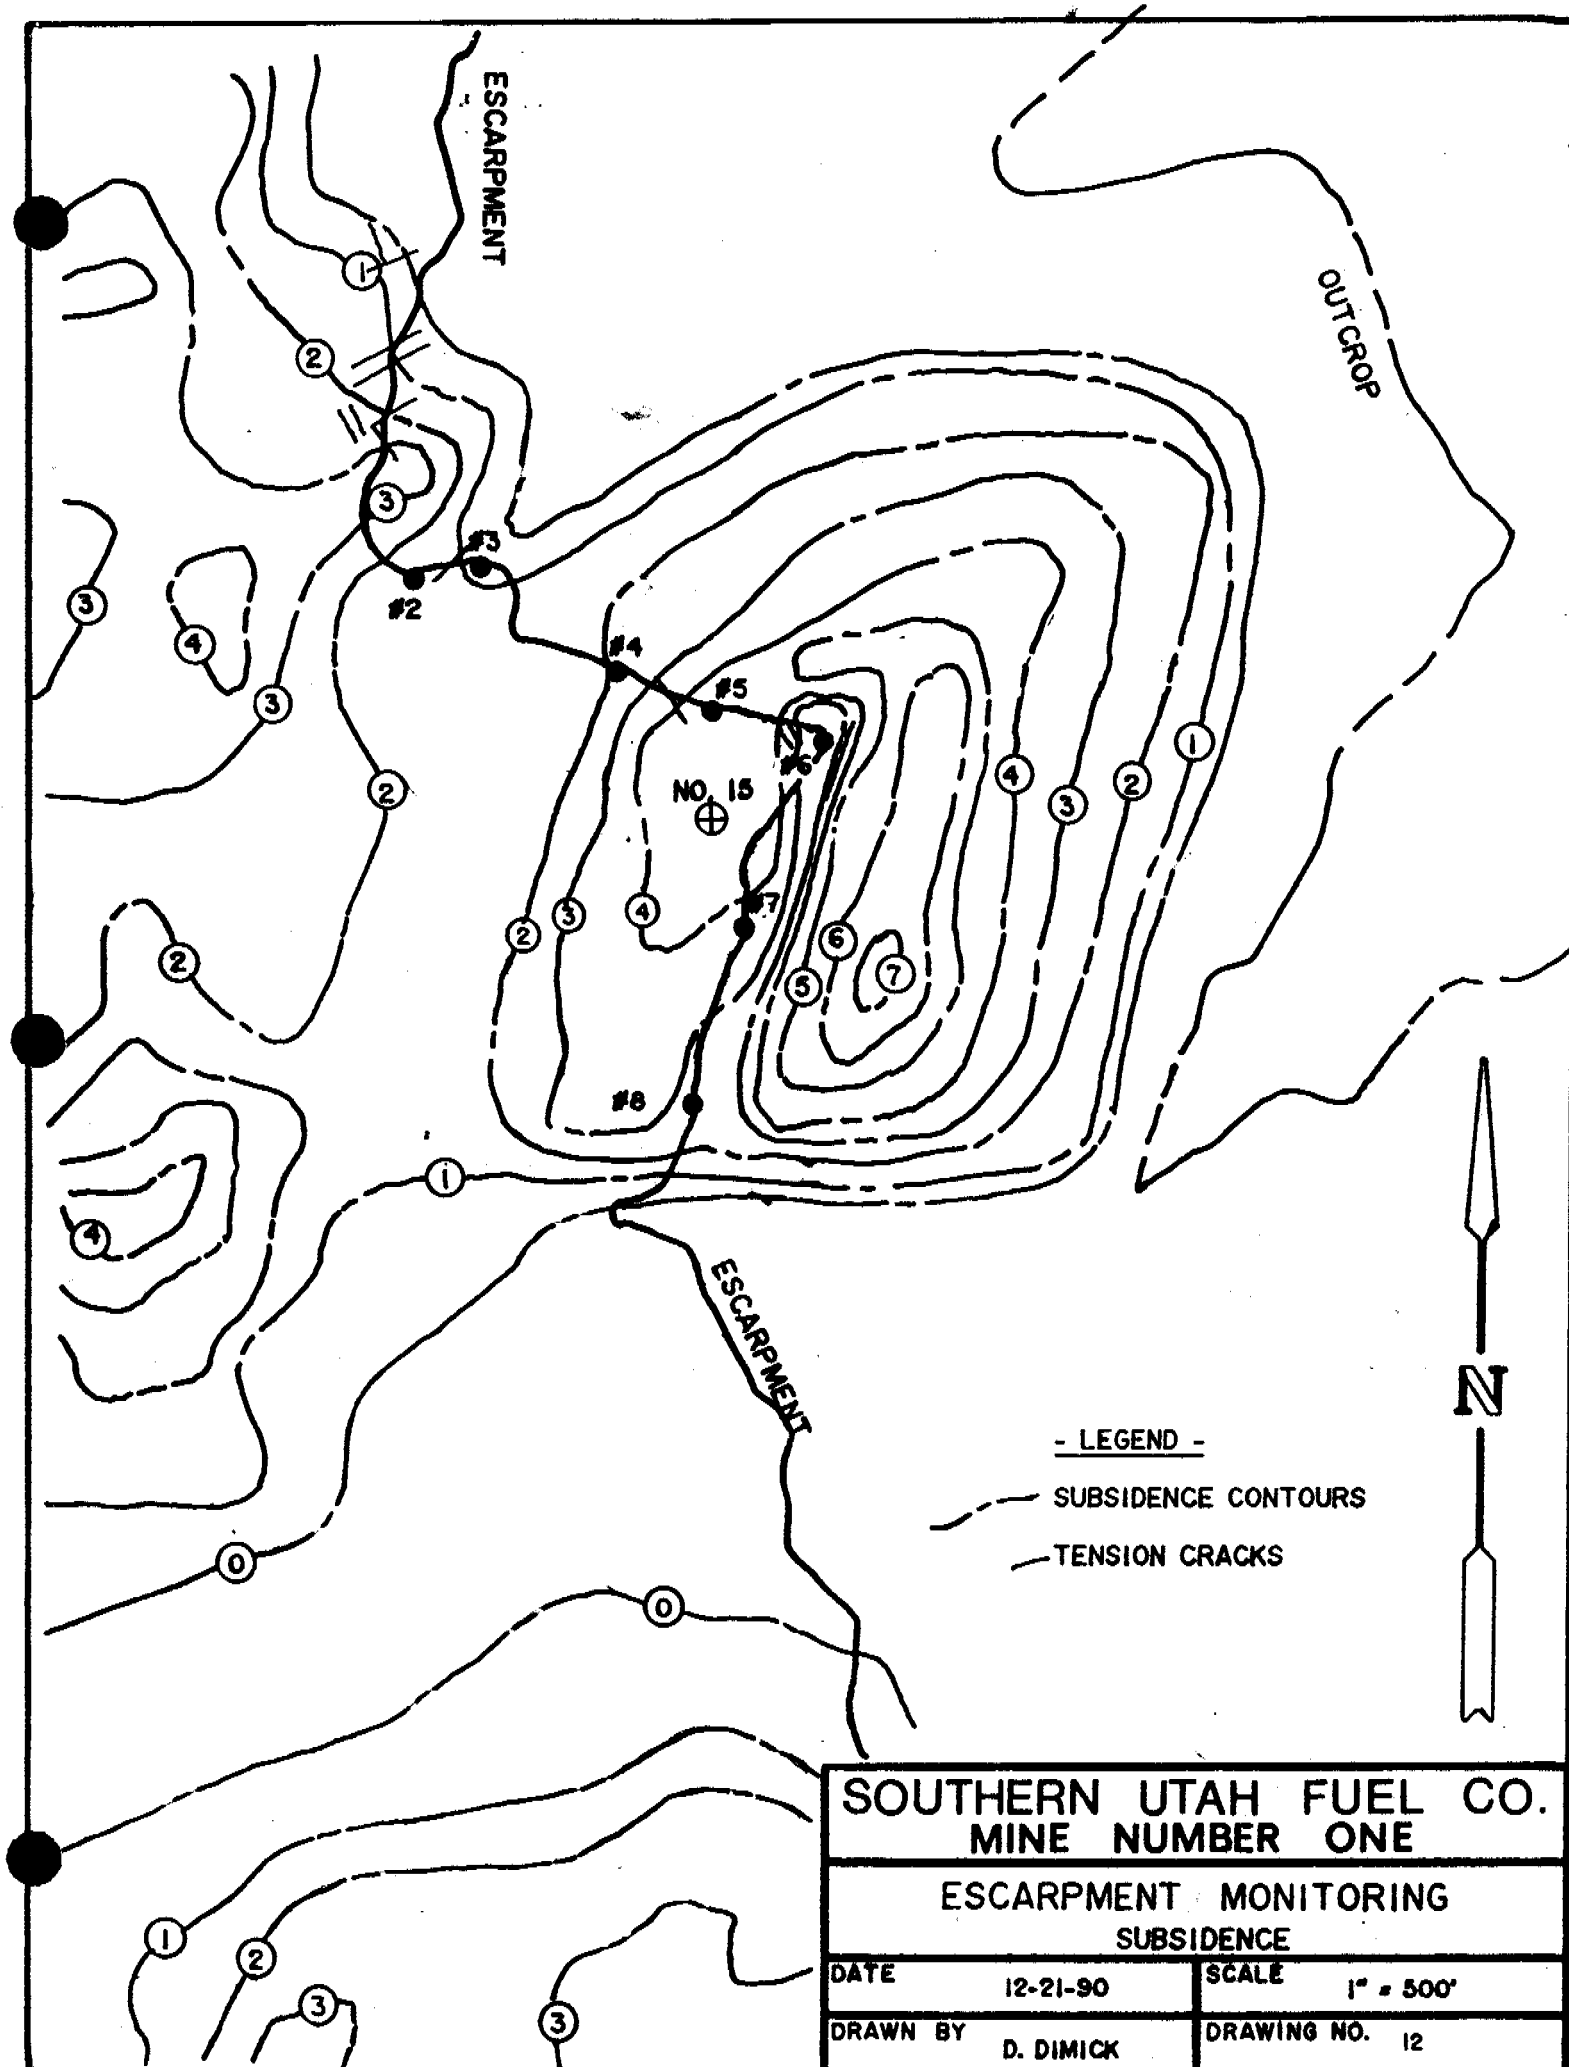 ESCARPMENT
OUTCROP
1
2
3
#3
#2
3
4
#4
3
#5
1
#6
4
2
2
3
NO. 15
#7
2
3
4
6
2
7
5
#8
1
4
ESCARPMENT
N
- LEGEND -
SUBSIDENCE CONTOURS
TENSION CRACKS
0
0
SOUTHERN UTAH FUEL CO.
MINE NUMBER ONE
ESCARPMENT MONITORING
SUBSIDENCE
1
2
3
3
DATE 12-21-90
SCALE 1" = 500'
DRAWN BY D. DIMICK
DRAWING NO. 12